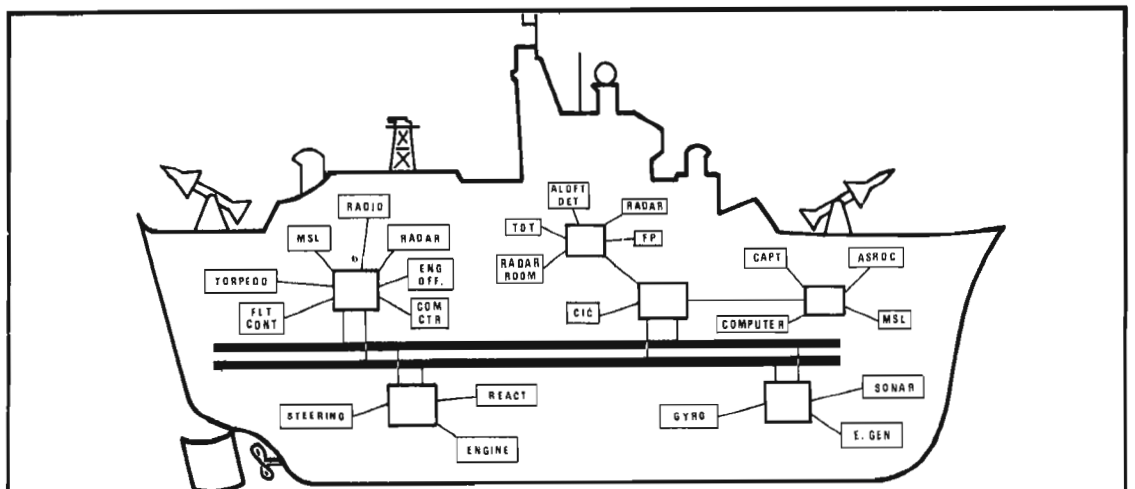 RADIO
MSL
RADAR
TORPEDO
ENG
OFF.
FLT
CONT
COM
CTR
ALOFT
DET
RADAR
TDT
FP
RADAR
ROOM
CIC
CAPT
ASROC
COMPUTER
MSL
STEERING
REACT
ENGINE
GYRO
SONAR
E. GEN